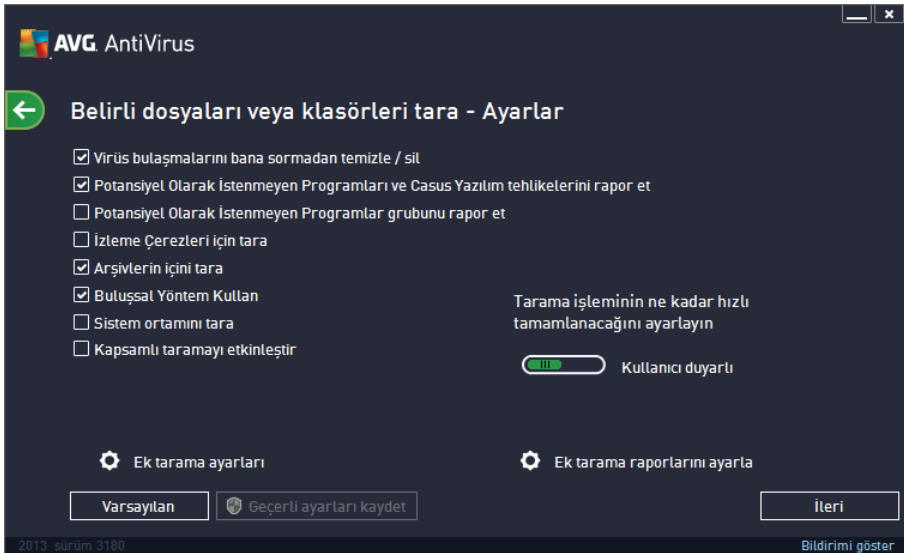 AVG. AntiVirus
Belirli dosyaları veya klasörleri tara - Ayarlar
Virüs bulaşmalarını bana sormadan temizle / sil
Potansiyel Olarak İstenmeyen Programları ve Casus Yazılım tehlikelerini rapor et
Potansiyel Olarak İstenmeyen Programlar grubunu rapor et
İzleme Çerezleri için tara
Arşivlerin içini tara
Buluşsal Yöntem Kullan
Sistem ortamını tara
Kapsamlı taramayı etkinleştir
Tarama işleminin ne kadar hızlı
tamamlanacağını ayarlayın
Kullanıcı duyarlı
Ek tarama ayarları
Ek tarama raporlarını ayarla
Varsayılan
Geçerli ayarları kaydet
İleri
2013 sürüm 3180
Bildirimi göster